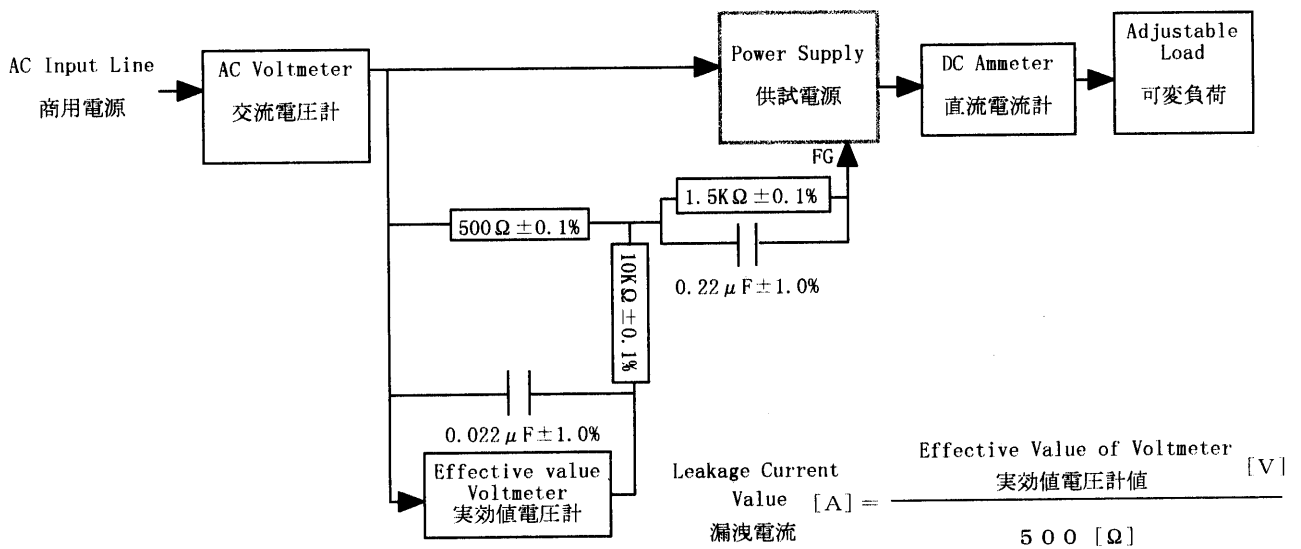 AC Input Line
商用電源
AC Voltmeter
交流電圧計
Power Supply
供試電源
DC Ammeter
直流電流計
Adjustable
Load
可変負荷
FG
1.5KΩ±0.1%
500Ω±0.1%
0.22μF±1.0%
10KΩ±0.1%
0.022μF±1.0%
Effective value
Voltmeter
実効値電圧計
Leakage Current
Value [A]=
漏洩電流
Effective Value of Voltmeter
実効値電圧計値 [V]
500 [Ω]